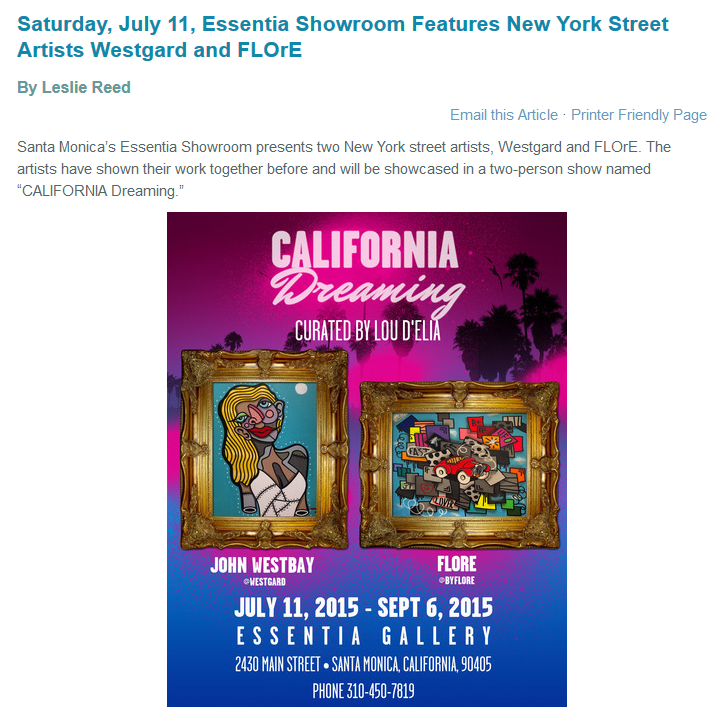 Saturday, July 11, Essentia Showroom Features New York Street
Artists Westgard and FLOrE
By Leslie Reed
Email this Article · Printer Friendly Page
Santa Monica’s Essentia Showroom presents two New York street artists, Westgard and FLOrE. The
artists have shown their work together before and will be showcased in a two-person show named
“CALIFORNIA Dreaming.”
CALIFORNIA
Dreaming
CURATED BY LOU D'ELIA
LOVE
JOHN WESTBAY
@WESTGARD
FLORE
@BYFLORE
JULY 11, 2015 - SEPT 6, 2015
ESSENTIA GALLERY
2430 MAIN STREET • SANTA MONICA, CALIFORNIA, 90405
PHONE 310-450-7819